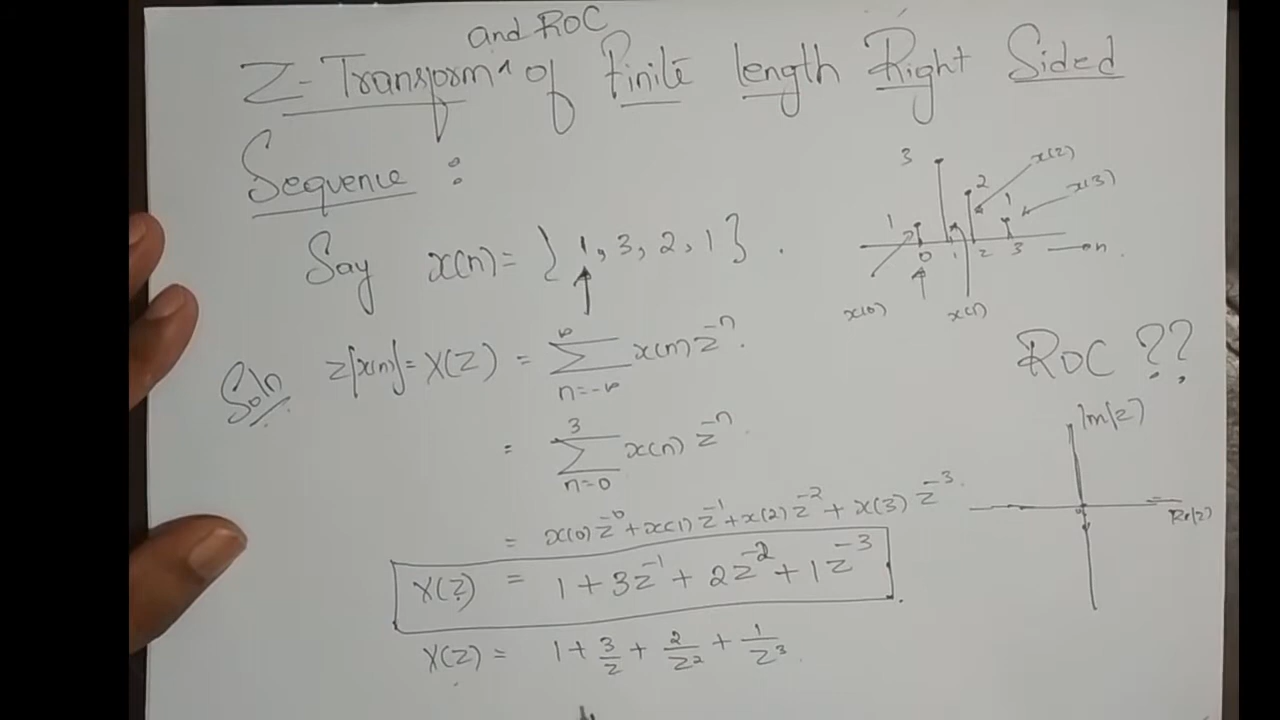 and ROC
Z-Transform^n of finite length Right Sided
Sequence :
Say x(n) = { 1, 3, 2, 1 } .
↑
3
2
1
1
x(2)
x(3)
0 1 2 3 → n
x(0) x(1)
ROC ??
Soln Z[x(n)] = X(Z) = ∑_{n=-∞}^{∞} x(n) z^{-n}.
= ∑_{n=0}^{3} x(n) z^{-n}
= x(0) z^{-0} + x(1) z^{-1} + x(2) z^{-2} + x(3) z^{-3}
X(Z) = 1 + 3z^{-1} + 2z^{-2} + 1z^{-3}
X(Z) = 1 + 3/z + 2/z² + 1/z³
Im(z)
Re(z)